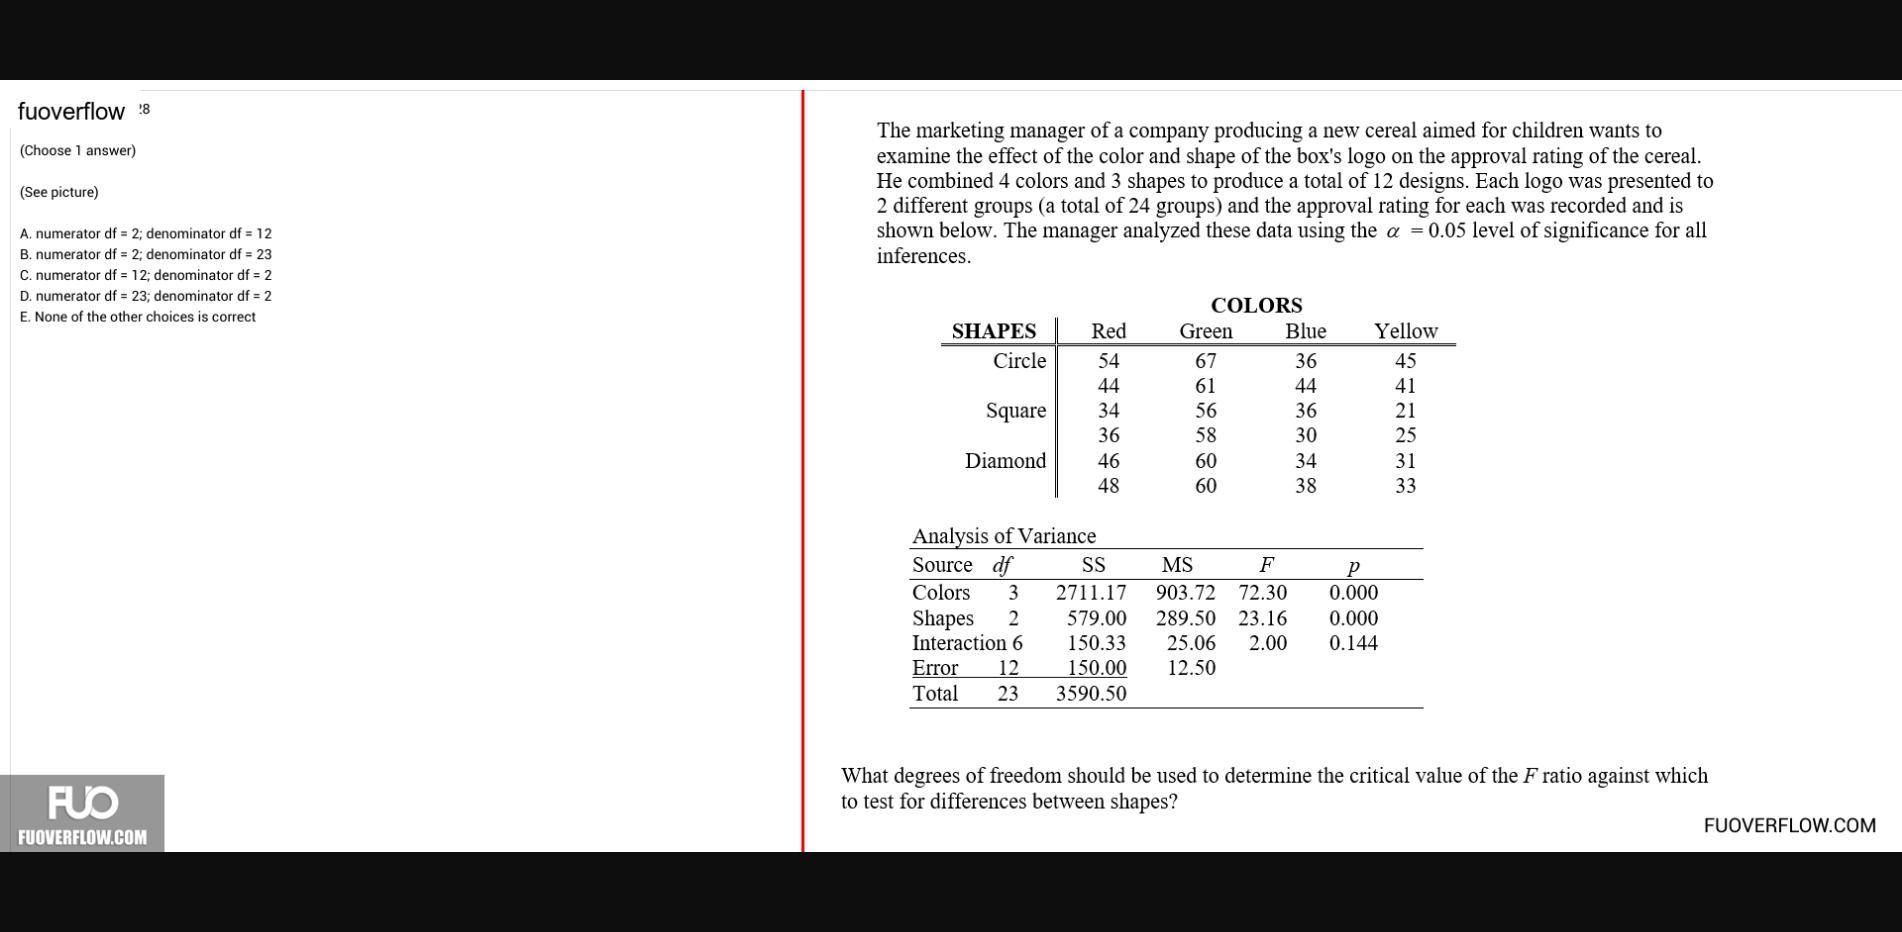 fuoverflow
28
(Choose 1 answer)
(See picture)
A. numerator df = 2; denominator df = 12
B. numerator df = 2; denominator df = 23
C. numerator df = 12; denominator df = 2
D. numerator df = 23; denominator df = 2
E. None of the other choices is correct
FUO
FUOVERFLOW.COM
The marketing manager of a company producing a new cereal aimed for children wants to
examine the effect of the color and shape of the box's logo on the approval rating of the cereal.
He combined 4 colors and 3 shapes to produce a total of 12 designs. Each logo was presented to
2 different groups (a total of 24 groups) and the approval rating for each was recorded and is
shown below. The manager analyzed these data using the α = 0.05 level of significance for all
inferences.
COLORS
SHAPES Red Green Blue Yellow
Circle 54 67 36 45
44 61 44 41
Square 34 56 36 21
36 58 30 25
Diamond 46 60 34 31
48 60 38 33
Analysis of Variance
Source df SS MS F p
Colors 3 2711.17 903.72 72.30 0.000
Shapes 2 579.00 289.50 23.16 0.000
Interaction 6 150.33 25.06 2.00 0.144
Error 12 150.00 12.50
Total 23 3590.50
What degrees of freedom should be used to determine the critical value of the F ratio against which
to test for differences between shapes?
FUOVERFLOW.COM